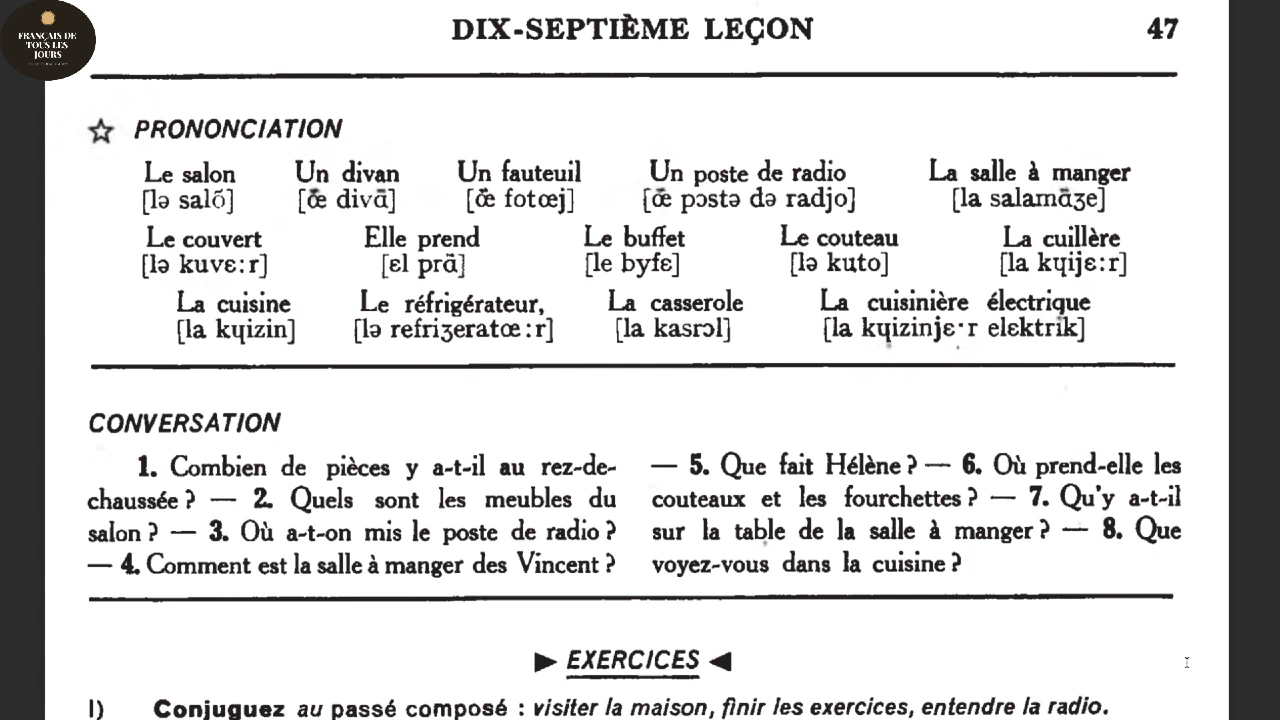 FRANÇAIS DE
TOUS LES
JOURS
DIX-SEPTIÈME LEÇON 47
☆ PRONONCIATION
Le salon Un divan Un fauteuil Un poste de radio La salle à manger
[lə salɔ̃] [œ̃ divɑ̃] [œ̃ fotœj] [œ̃ pɔstə də radjo] [la salamɑ̃ʒe]
Le couvert Elle prend Le buffet Le couteau La cuillère
[lə kuvɛ:r] [ɛl prɑ̃] [le byfɛ] [lə kuto] [la kɥijɛ:r]
La cuisine Le réfrigérateur, La casserole La cuisinière électrique
[la kɥizin] [lə refriʒeratœ:r] [la kasrɔl] [la kɥizinjɛ·r elɛktrik]
CONVERSATION
1. Combien de pièces y a-t-il au rez-de-
chaussée ? — 2. Quels sont les meubles du
salon ? — 3. Où a-t-on mis le poste de radio ?
— 4. Comment est la salle à manger des Vincent ?
— 5. Que fait Hélène ? — 6. Où prend-elle les
couteaux et les fourchettes ? — 7. Qu'y a-t-il
sur la table de la salle à manger ? — 8. Que
voyez-vous dans la cuisine ?
► EXERCICES ◄
I) Conjuguez au passé composé : visiter la maison, finir les exercices, entendre la radio.